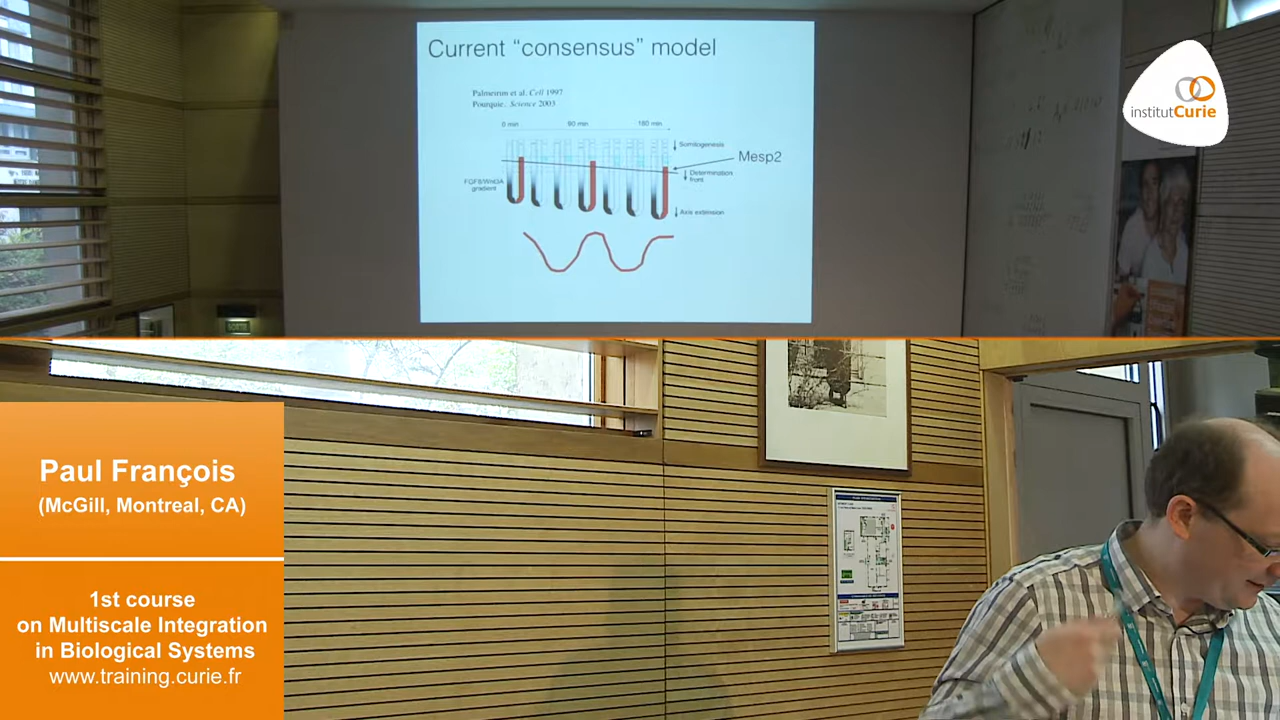 Current "consensus" model
Palmeirim et al. Cell 1997
Pourquie, Science 2003
0 min 90 min 180 min
Somitogenesis
Mesp2
Determination
front
FGF8/Wnt3A
gradient
Axis extension
institutCurie
Paul François
(McGill, Montreal, CA)
1st course
on Multiscale Integration
in Biological Systems
www.training.curie.fr